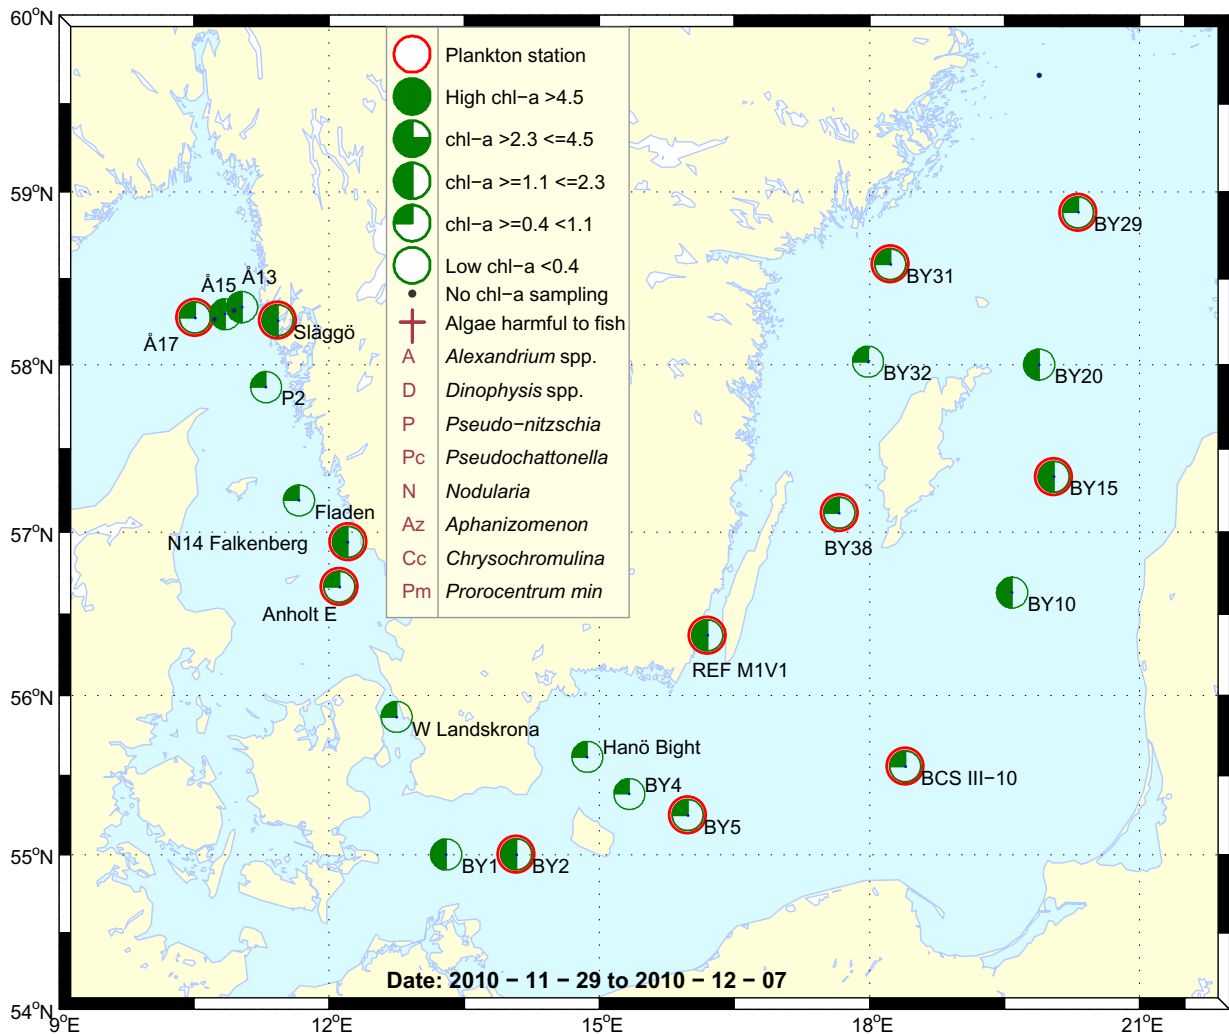 60°N
59°N
58°N
57°N
56°N
55°N
54°N
9°E
12°E
15°E
18°E
21°E
Plankton station
High chl−a >4.5
chl−a >2.3 <=4.5
chl−a >=1.1 <=2.3
chl−a >=0.4 <1.1
Low chl−a <0.4
No chl−a sampling
Algae harmful to fish
A Alexandrium spp.
D Dinophysis spp.
P Pseudo−nitzschia
Pc Pseudochattonella
N Nodularia
Az Aphanizomenon
Cc Chrysochromulina
Pm Prorocentrum min
BY29
BY31
Å15
Å13
Å17
Släggö
P2
BY32
BY20
BY15
Fladen
N14 Falkenberg
BY38
Anholt E
BY10
REF M1V1
W Landskrona
Hanö Bight
BY4
BCS III−10
BY5
BY1
BY2
Date: 2010 − 11 − 29 to 2010 − 12 − 07